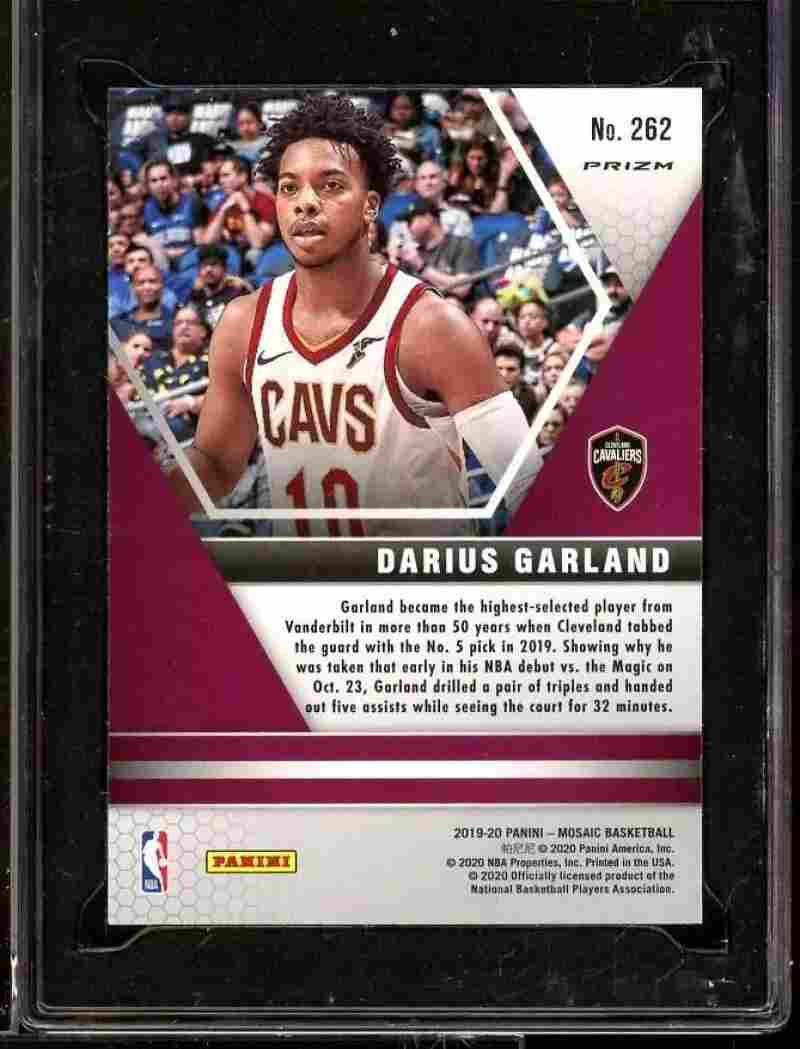 No. 262
PRIZM
CAVS
10
CLEVELAND
CAVALIERS
C
DARIUS GARLAND
Garland became the highest-selected player from
Vanderbilt in more than 50 years when Cleveland tabbed
the guard with the No. 5 pick in 2019. Showing why he
was taken that early in his NBA debut vs. the Magic on
Oct. 23, Garland drilled a pair of triples and handed
out five assists while seeing the court for 32 minutes.
2019-20 PANINI – MOSAIC BASKETBALL
帕尼尼 © 2020 Panini America, Inc.
© 2020 NBA Properties, Inc. Printed in the USA.
© 2020 Officially licensed product of the
National Basketball Players Association.
NBA
PANINI